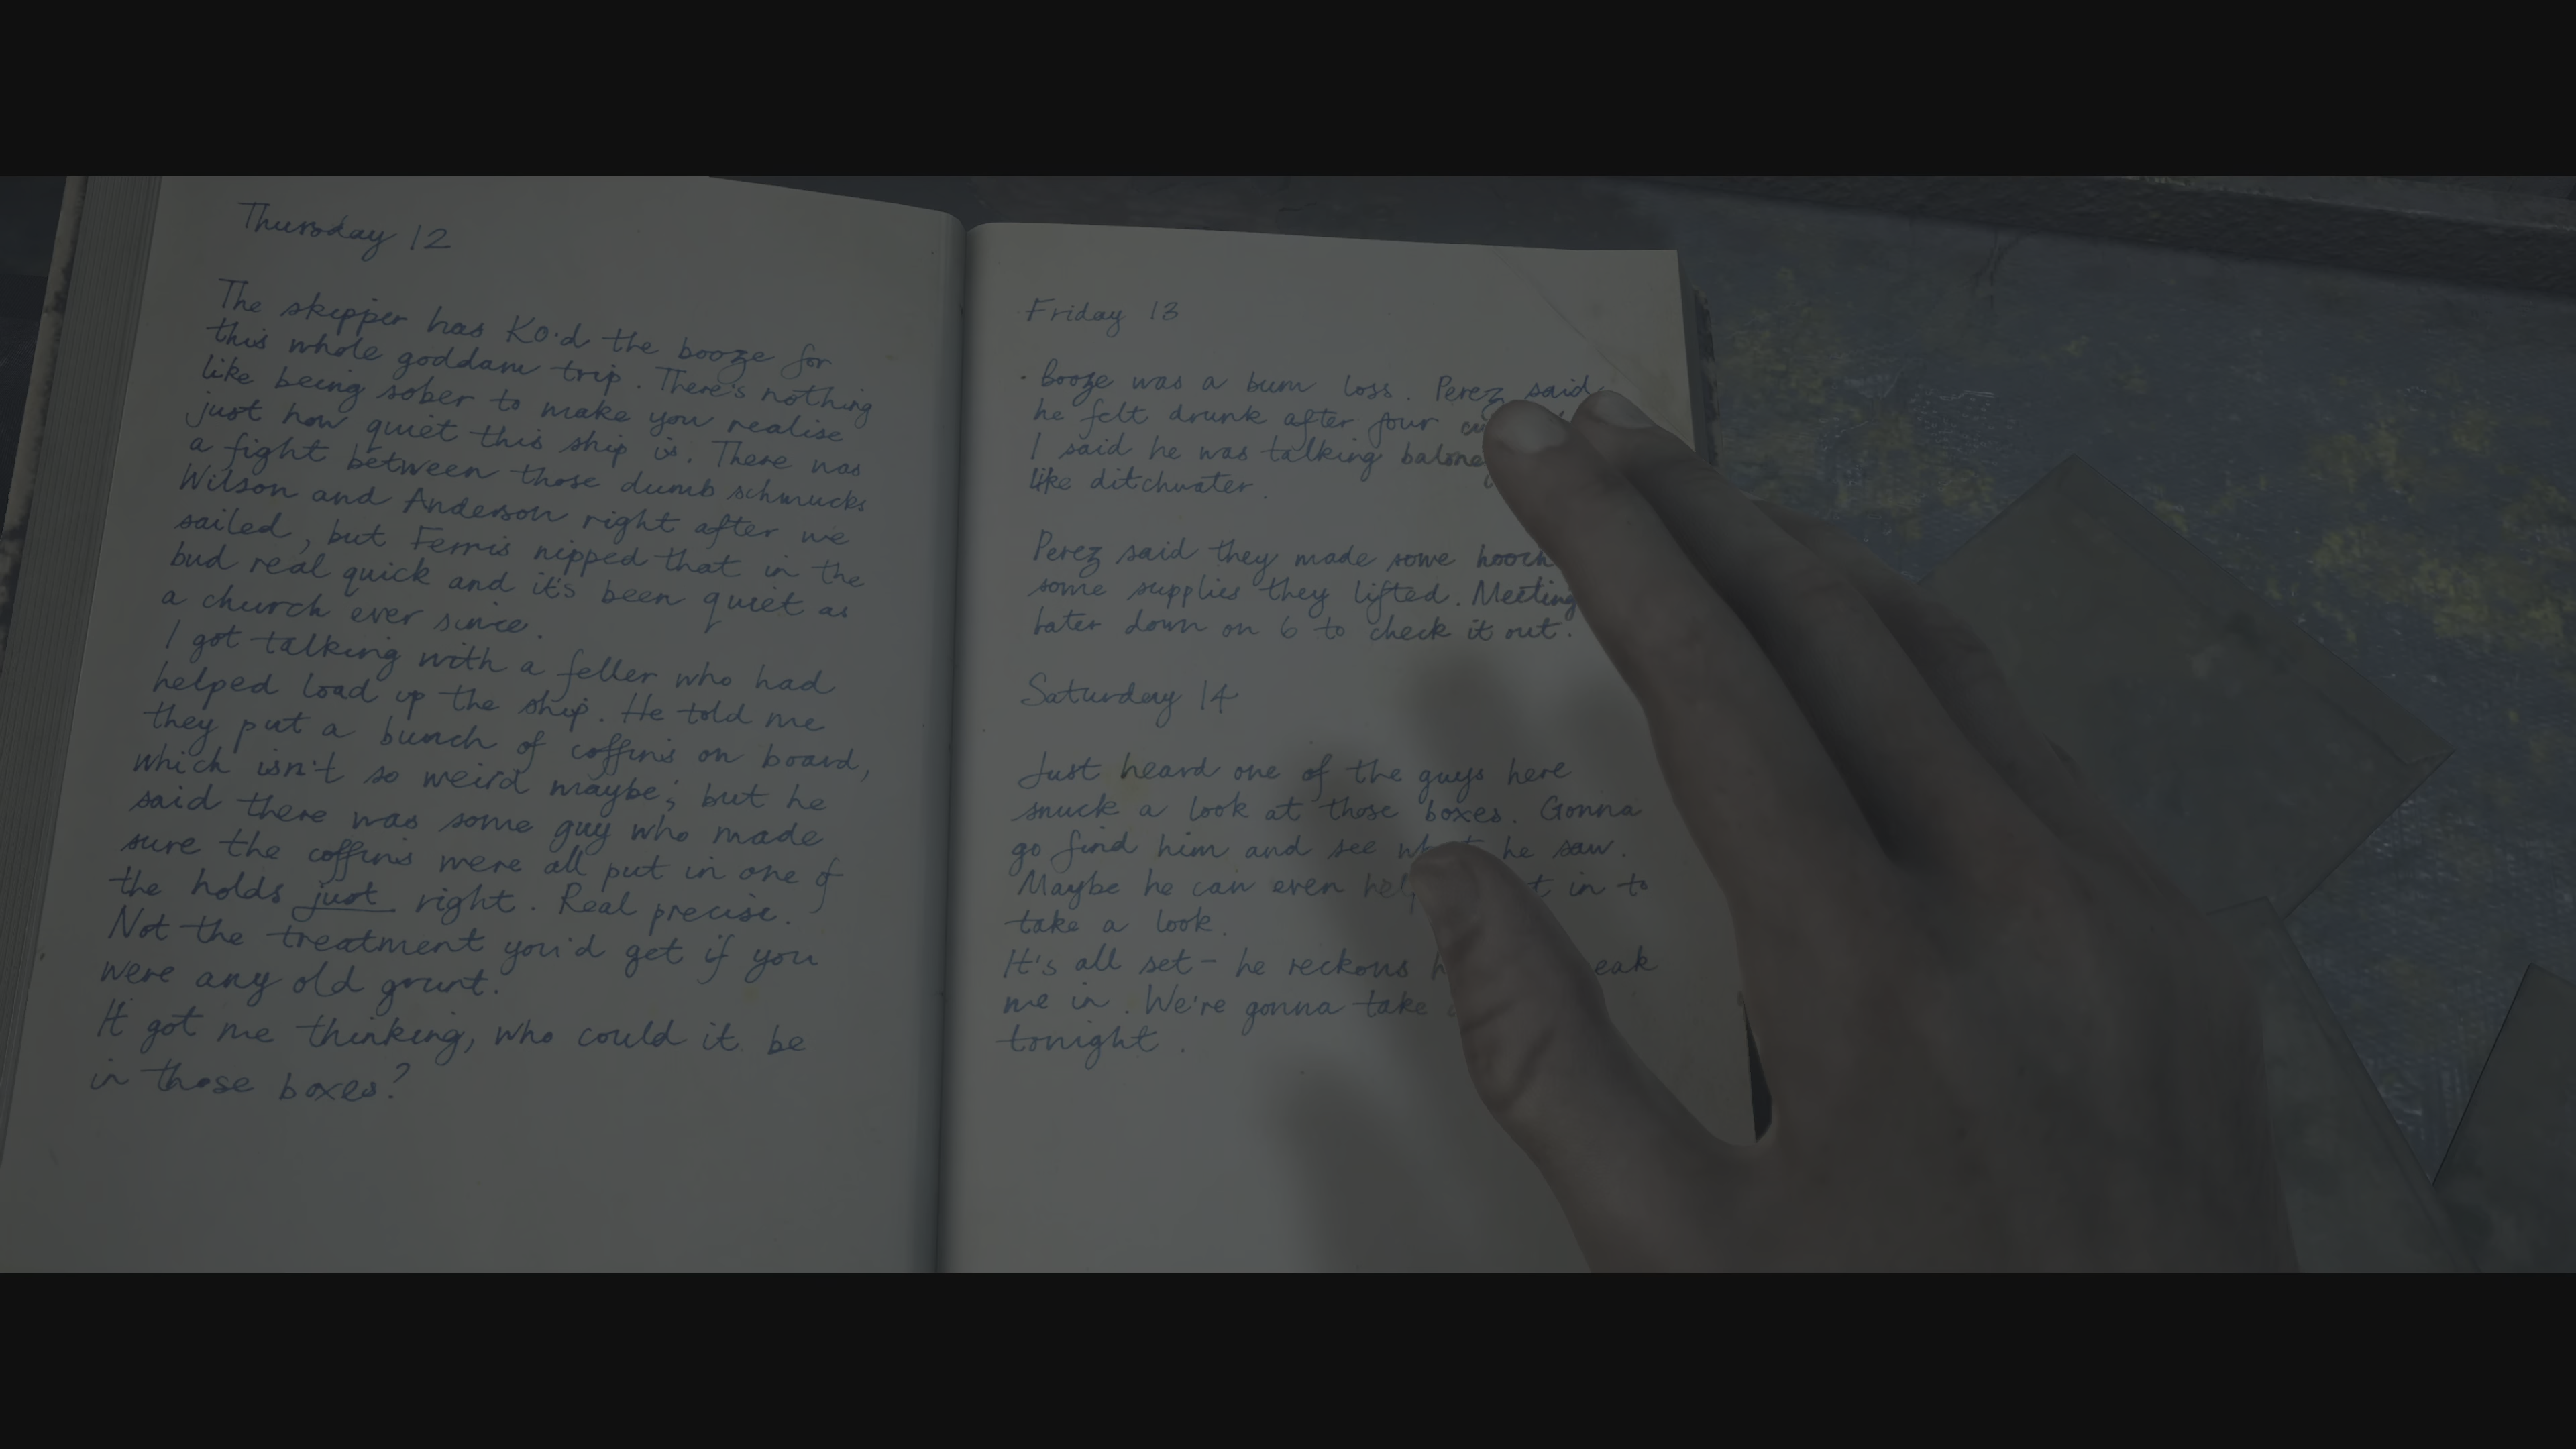 Thursday 12
The skipper has KO'd the booze for
this whole goddam trip. There's nothing
like being sober to make you realise
just how quiet this ship is. There was
a fight between those dumb schmucks
Wilson and Anderson right after we
sailed, but Ferris nipped that in the
bud real quick and it's been quiet as
a church ever since.
I got talking with a feller who had
helped load up the ship. He told me
they put a bunch of coffins on board,
which isn't so weird maybe; but he
said there was some guy who made
sure the coffins were all put in one of
the holds just right. Real precise.
Not the treatment you'd get if you
were any old grunt.
It got me thinking, who could it be
in those boxes?
Friday 13
Booze was a bum loss. Perez said
he felt drunk after four
I said he was talking
like ditchwater.
Perez said they made some hooch
some supplies they lifted. Meeting
later down on 6 to check it out.
Saturday 14
Just heard one of the guys here
snuck a look at those boxes. Gonna
go find him and see what he saw.
Maybe he can even in to
take a look.
It's all set - he reckons
me in. We're gonna take
tonight.